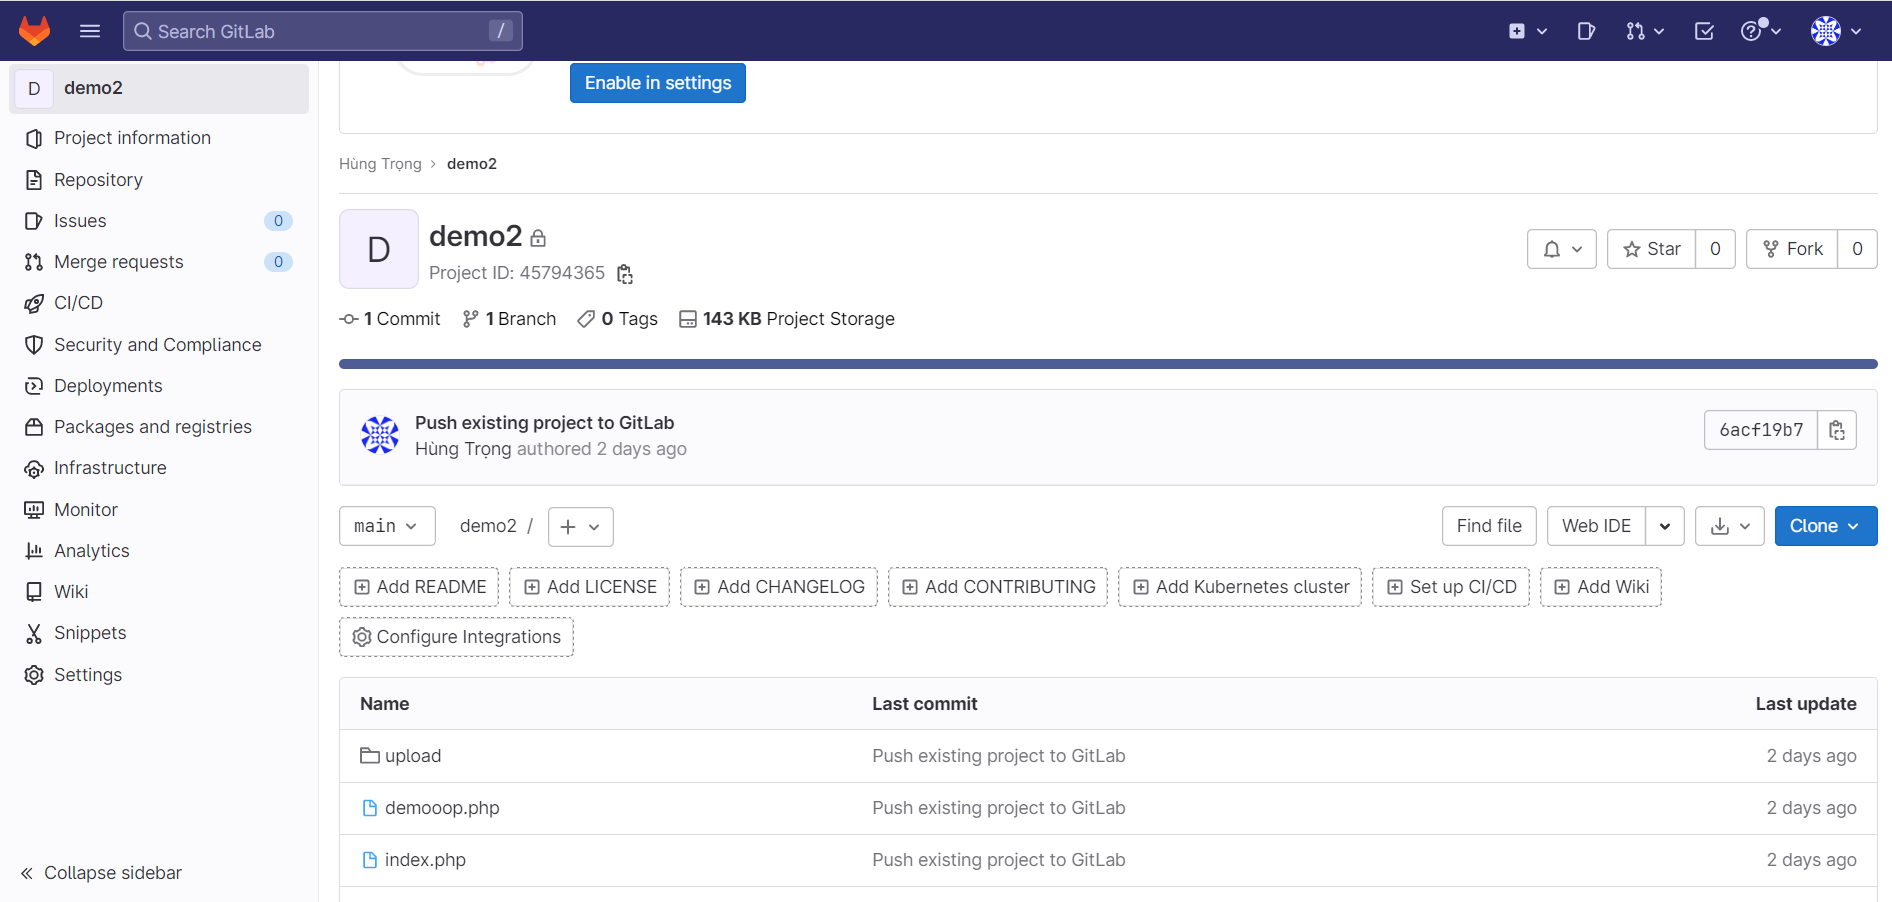 Search GitLab /
D demo2
Project information
Repository
Issues 0
Merge requests 0
CI/CD
Security and Compliance
Deployments
Packages and registries
Infrastructure
Monitor
Analytics
Wiki
Snippets
Settings
Collapse sidebar
Enable in settings
Hùng Trọng demo2
D
demo2
Project ID: 45794365
Star 0 Fork 0
1 Commit 1 Branch 0 Tags 143 KB Project Storage
Push existing project to GitLab
Hùng Trọng authored 2 days ago
6acf19b7
main demo2 / Find file Web IDE Clone
Add README Add LICENSE Add CHANGELOG Add CONTRIBUTING Add Kubernetes cluster Set up CI/CD Add Wiki
Configure Integrations
Name Last commit Last update
upload Push existing project to GitLab 2 days ago
demooop.php Push existing project to GitLab 2 days ago
index.php Push existing project to GitLab 2 days ago